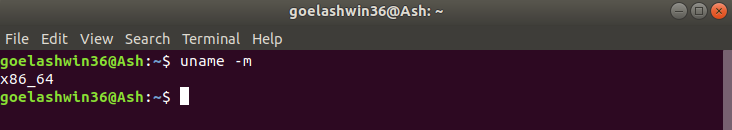 goelashwin36@Ash: ~
File Edit View Search Terminal Help
goelashwin36@Ash:~$ uname -m
x86_64
goelashwin36@Ash:~$